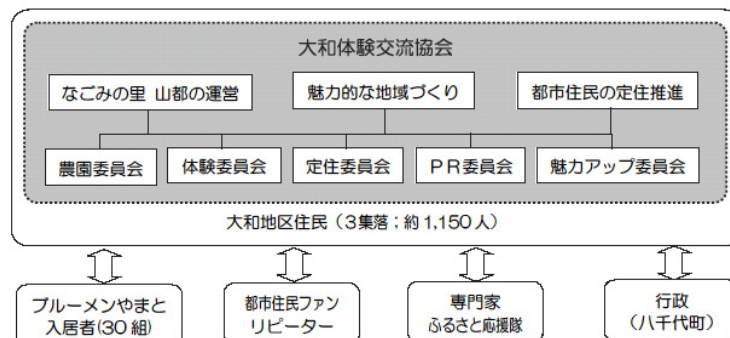 大和体験交流協会
なごみの里 山都の運営
魅力的な地域づくり
都市住民の定住推進
農園委員会
体験委員会
定住委員会
ＰＲ委員会
魅力アップ委員会
大和地区住民（３集落；約1,150人）
ブルーメンやまと
入居者(30組)
都市住民ファン
リピーター
専門家
ふるさと応援隊
行政
（八千代町）